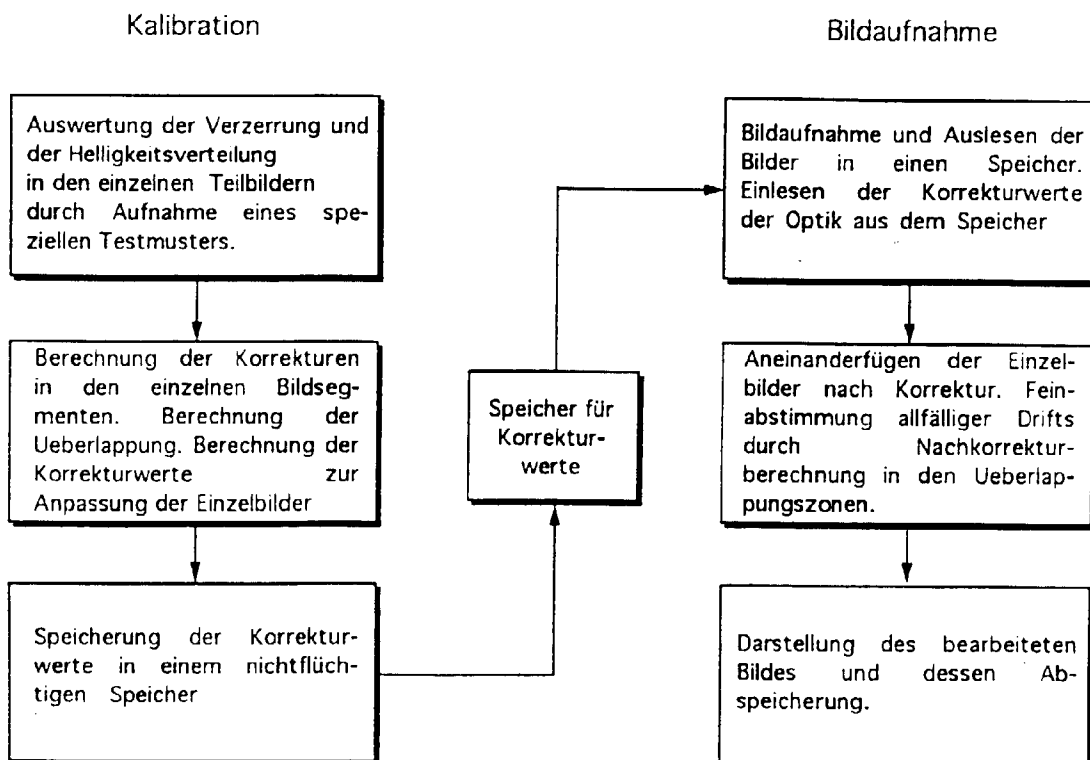 Kalibration
Auswertung der Verzerrung und
der Helligkeitsverteilung
in den einzelnen Teilbildern
durch Aufnahme eines spe-
ziellen Testmusters.
Berechnung der Korrekturen
in den einzelnen Bildseg-
menten. Berechnung der
Ueberlappung. Berechnung der
Korrekturwerte zur
Anpassung der Einzelbilder
Speicherung der Korrektur-
werte in einem nichtflüch-
tigen Speicher
Speicher für
Korrektur-
werte
Bildaufnahme
Bildaufnahme und Auslesen der
Bilder in einen Speicher.
Einlesen der Korrekturwerte
der Optik aus dem Speicher
Aneinanderfügen der Einzel-
bilder nach Korrektur. Fein-
abstimmung allfälliger Drifts
durch Nachkorrektur-
berechnung in den Ueberlap-
pungszonen.
Darstellung des bearbeiteten
Bildes und dessen Ab-
speicherung.